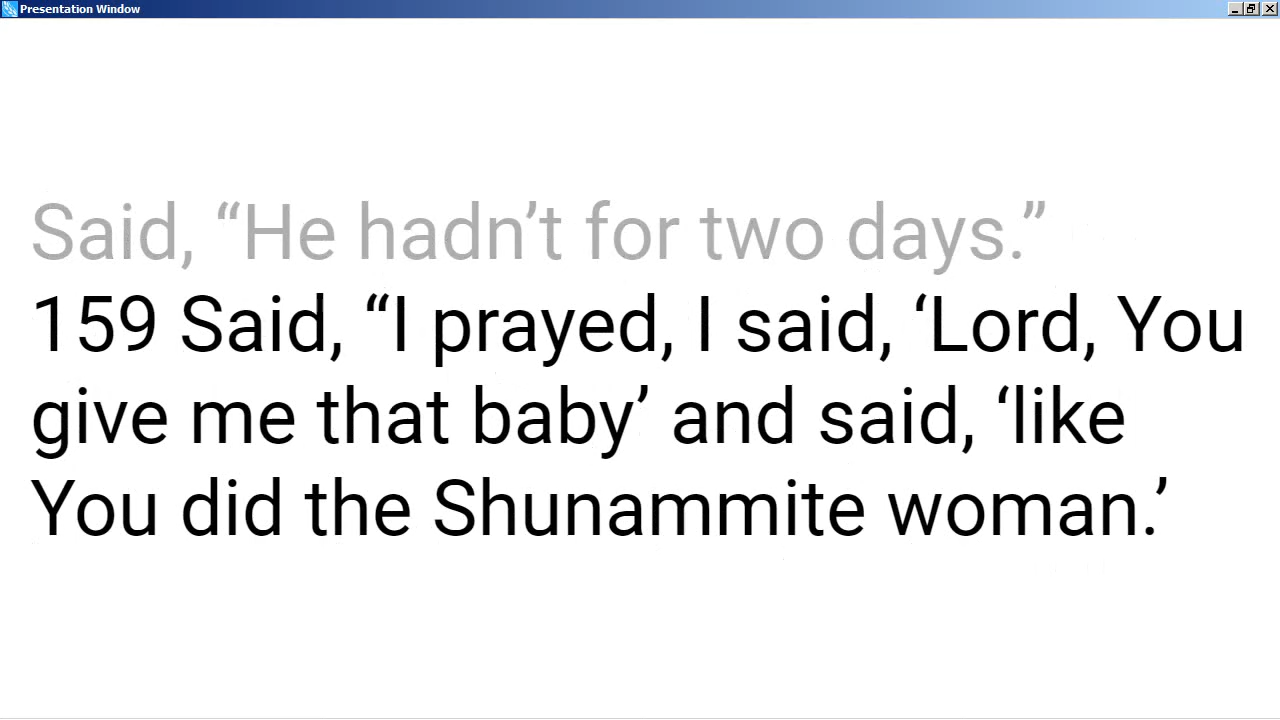 Presentation Window
Said, “He hadn’t for two days.”
159 Said, “I prayed, I said, ‘Lord, You
give me that baby’ and said, ‘like
You did the Shunammite woman.’